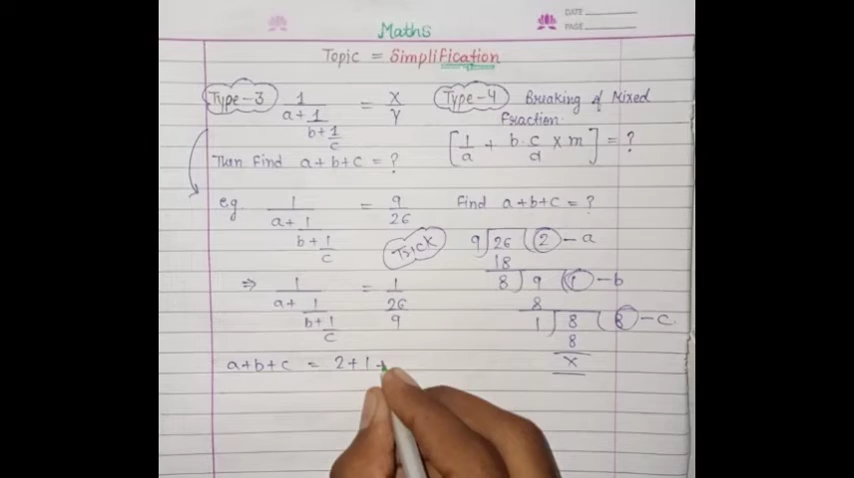 DATE
PAGE
Maths
Topic = Simplification
Type-3 1/(a+1/(b+1/c)) = x/y
Than Find a+b+c = ?
eg. 1/(a+1/(b+1/c)) = 9/26 Find a+b+c = ?
⇒ 1/(a+1/(b+1/c)) = 1/(26/9)
a+b+c = 2+1+
Type-4 Breaking of Mixed
Fraction.
[1/a + b·c/d × m] = ?
Trick
9) 26 ( 2 - a
18
8) 9 ( 1 - b
8
1) 8 ( 8 - c
8
x